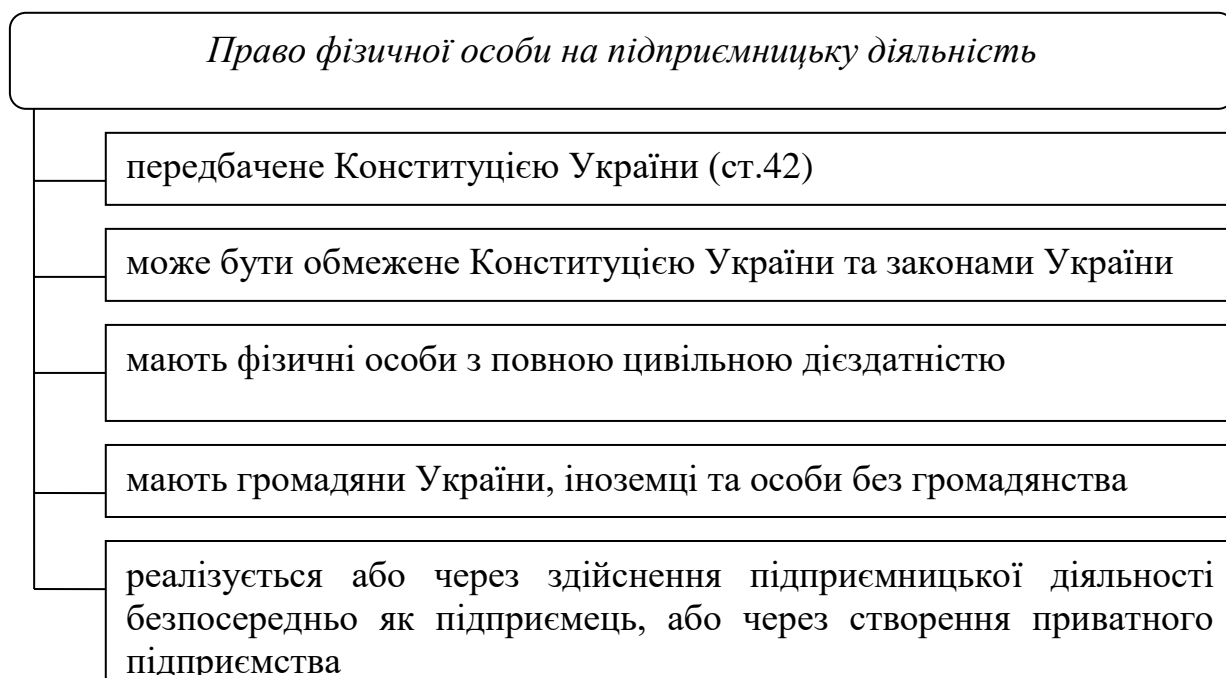 Право фізичної особи на підприємницьку діяльність
передбачене Конституцією України (ст.42)
може бути обмежене Конституцією України та законами України
мають фізичні особи з повною цивільною дієздатністю
мають громадяни України, іноземці та особи без громадянства
реалізується або через здійснення підприємницької діяльності
безпосередньо як підприємець, або через створення приватного
підприємства